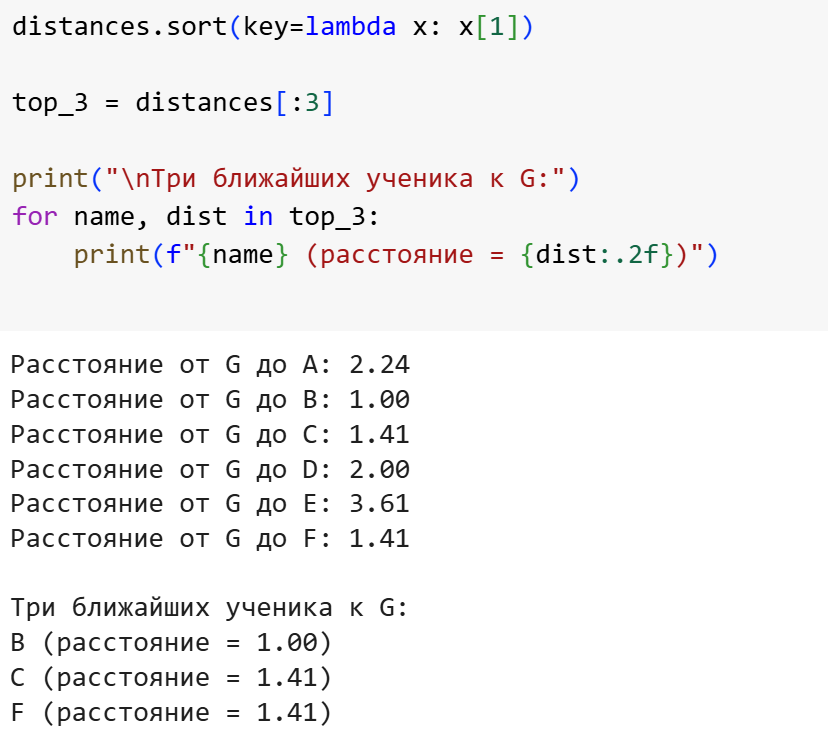 distances.sort(key=lambda x: x[1])
top_3 = distances[:3]
print("\nТри ближайших ученика к G:")
for name, dist in top_3:
    print(f"{name} (расстояние = {dist:.2f})")
Расстояние от G до A: 2.24
Расстояние от G до B: 1.00
Расстояние от G до C: 1.41
Расстояние от G до D: 2.00
Расстояние от G до E: 3.61
Расстояние от G до F: 1.41
Три ближайших ученика к G:
B (расстояние = 1.00)
C (расстояние = 1.41)
F (расстояние = 1.41)